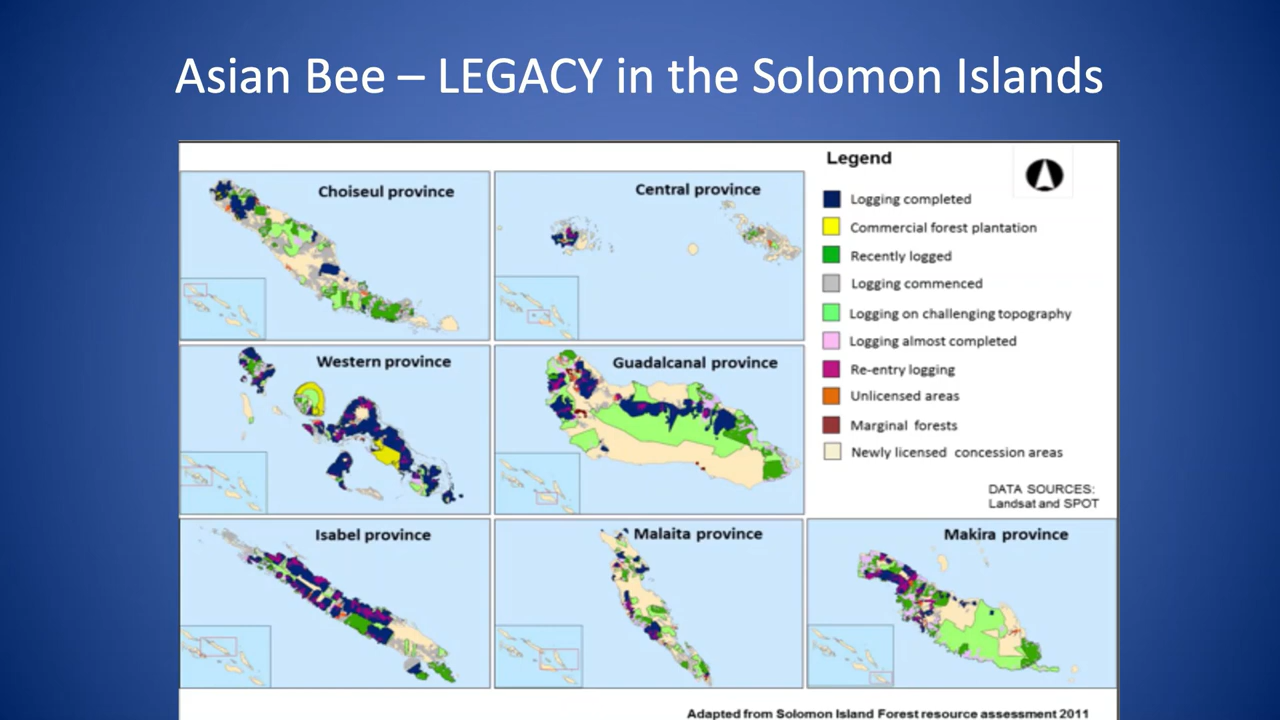 Asian Bee – LEGACY in the Solomon Islands
Legend
Choiseul province
Central province
Logging completed
Commercial forest plantation
Recently logged
Logging commenced
Logging on challenging topography
Logging almost completed
Western province
Guadalcanal province
Re-entry logging
Unlicensed areas
Marginal forests
Newly licensed concession areas
DATA SOURCES:
Landsat and SPOT
Isabel province
Malaita province
Makira province
Adapted from Solomon Island Forest resource assessment 2011